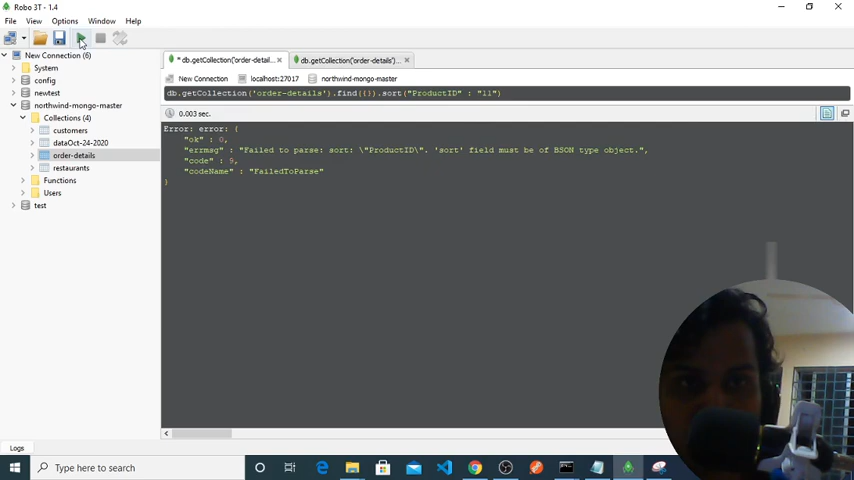 Robo 3T - 1.4
File View Options Window Help
New Connection (6)
System
config
newtest
northwind-mongo-master
Collections (4)
customers
dataOct-24-2020
order-details
restaurants
Functions
Users
test
* db.getCollection('order-detail...
db.getCollection('order-details')...
New Connection localhost:27017 northwind-mongo-master
db.getCollection('order-details').find({}).sort("ProductID" : "11")
0.003 sec.
Error: error: {
"ok" : 0,
"errmsg" : "Failed to parse: sort: \"ProductID\". 'sort' field must be of BSON type object.",
"code" : 9,
"codeName" : "FailedToParse"
}
Logs
Type here to search